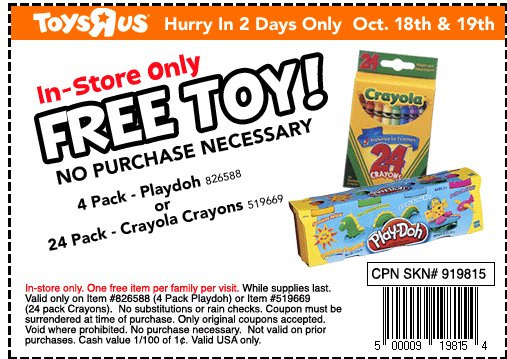 TOYSRUS Hurry In 2 Days Only Oct. 18th & 19th
In-Store Only
FREE TOY!
NO PURCHASE NECESSARY
4 Pack - Playdoh 826588
or
24 Pack - Crayola Crayons 519669
24
Crayola
Preferred by Teachers!
24
CRAYONS
Play-Doh
CPN SKN# 919815
In-store only. One free item per family per visit. While supplies last.
Valid only on Item #826588 (4 Pack Playdoh) or Item #519669
(24 pack Crayons). No substitutions or rain checks. Coupon must be
surrendered at time of purchase. Only original coupons accepted.
Void where prohibited. No purchase necessary. Not valid on prior
purchases. Cash value 1/100 of 1¢. Valid USA only.
5 00009 19815 4